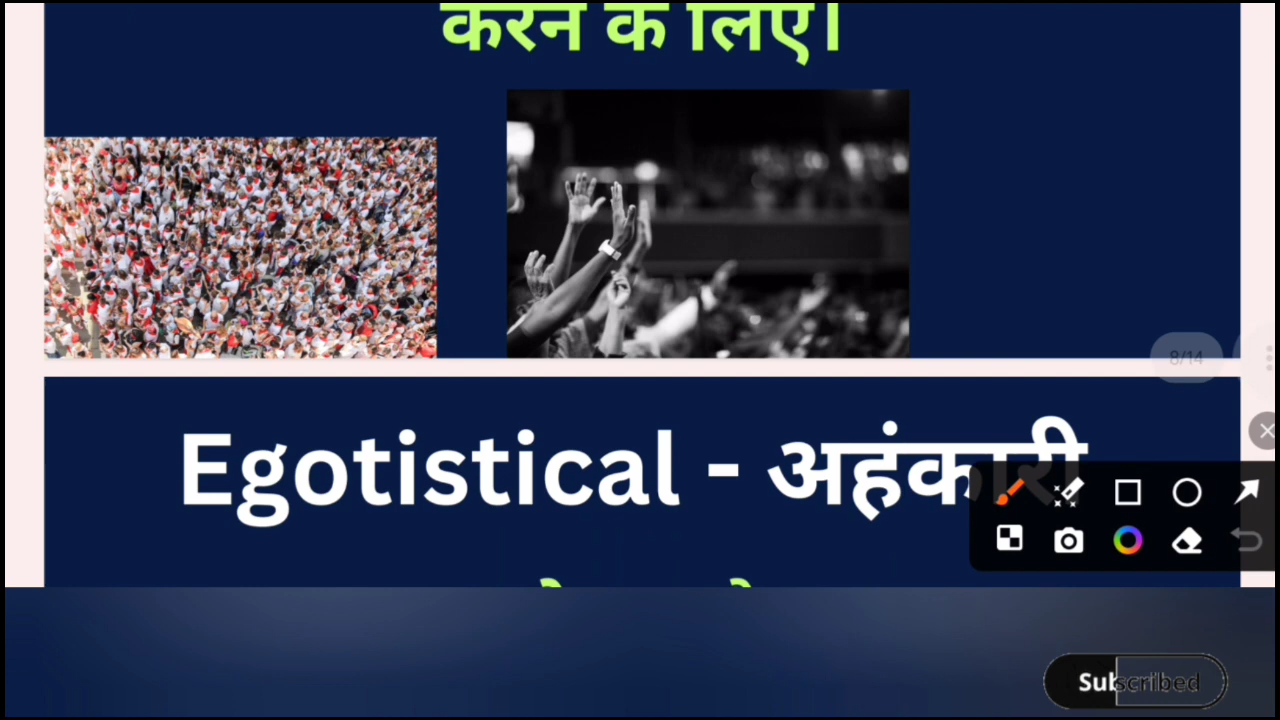 करने के लिए।
8/14
Egotistical - अहंकारी
Subscribed